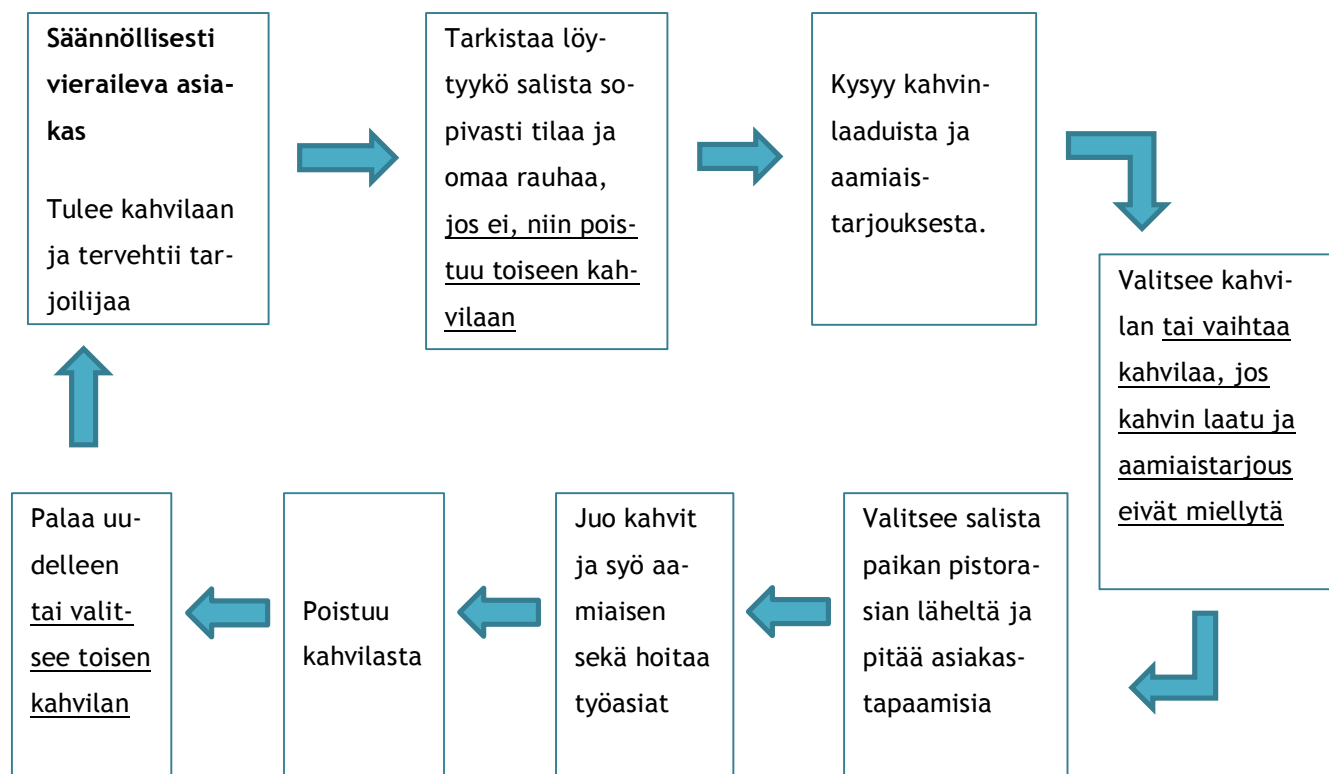 Säännöllisesti
vieraileva asia-
kas
Tulee kahvilaan
ja tervehtii tar-
joilijaa
Tarkistaa löy-
tyykö salista so-
pivasti tilaa ja
omaa rauhaa,
jos ei, niin pois-
tuu toiseen kah-
vilaan
Kysyy kahvin-
laaduista ja
aamiais-
tarjouksesta.
Valitsee kahvi-
lan tai vaihtaa
kahvilaa, jos
kahvin laatu ja
aamiaistarjous
eivät miellytä
Valitsee salista
paikan pistora-
sian läheltä ja
pitää asiakas-
tapaamisia
Juo kahvit
ja syö aa-
miaisen
sekä hoitaa
työasiat
Poistuu
kahvilasta
Palaa uu-
delleen
tai valit-
see toisen
kahvilan